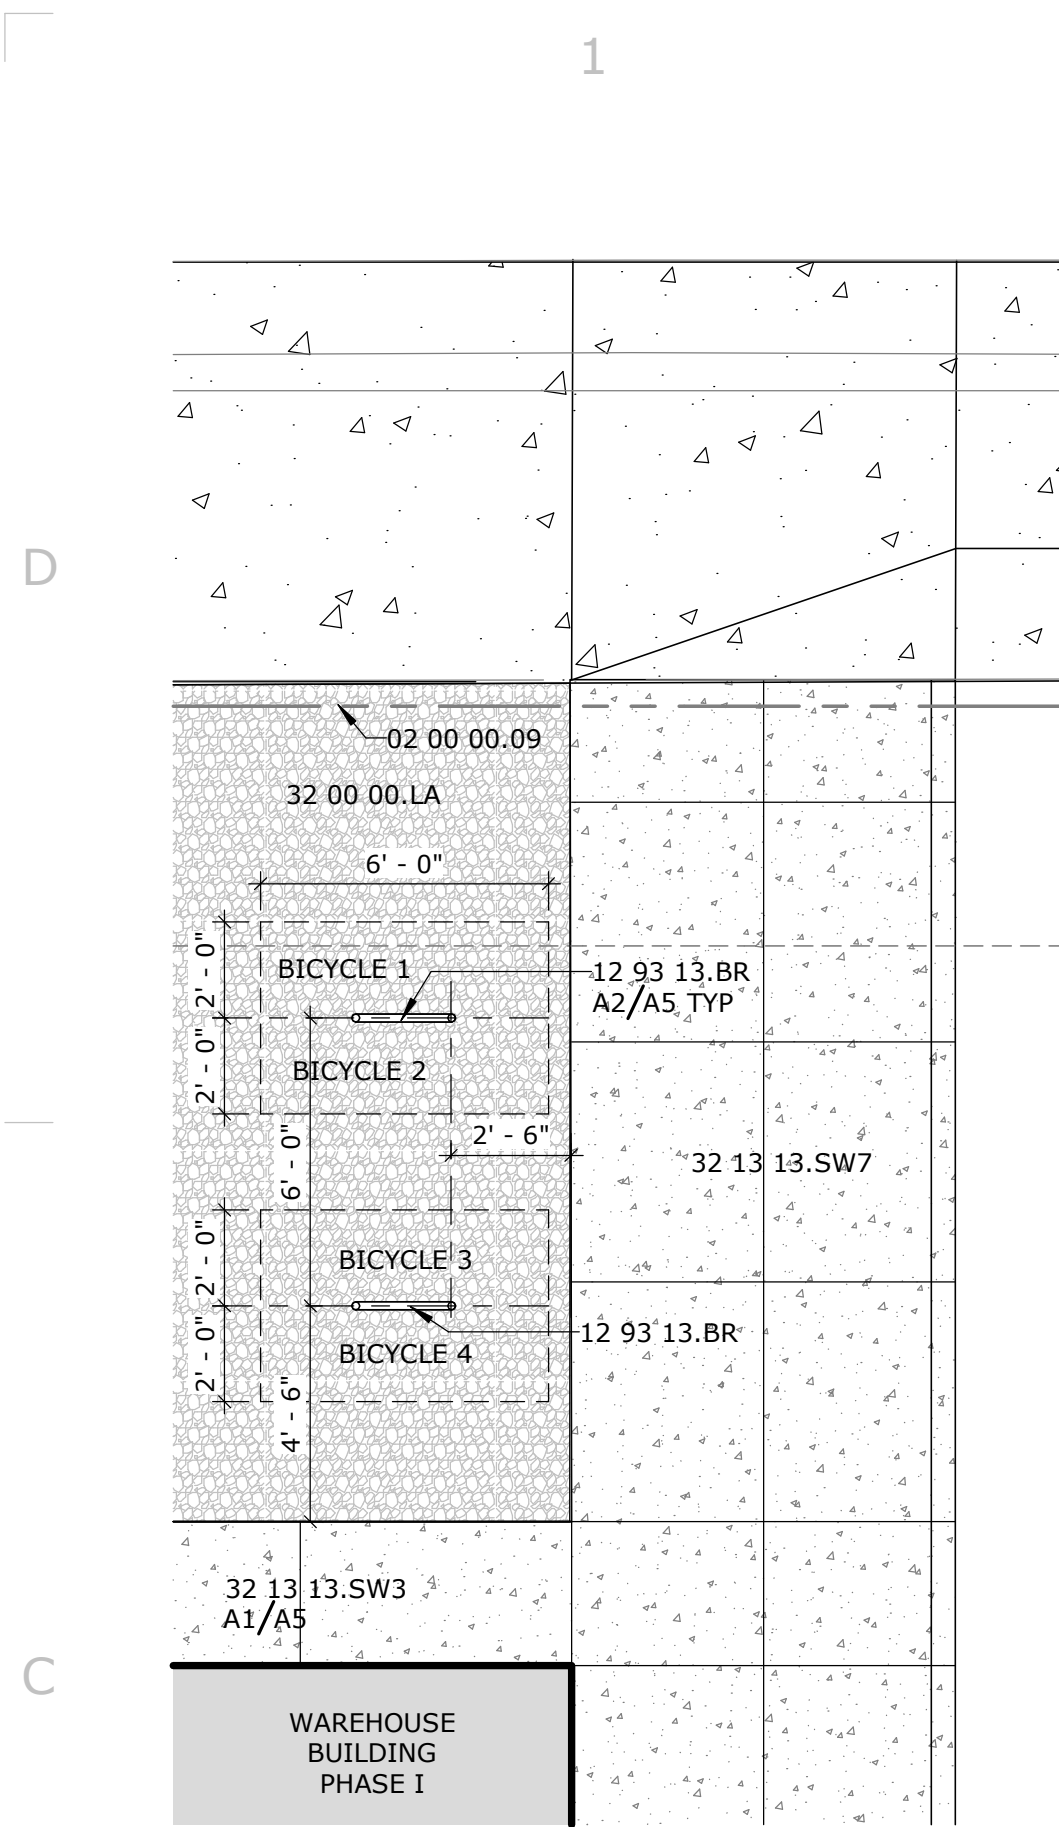 1
D
02 00 00.09
32 00 00.LA
6' - 0"
2' - 0"
BICYCLE 1
12 93 13.BR
A2/A5 TYP
2' - 0"
BICYCLE 2
6' - 0"
2' - 6"
32 13 13.SW7
2' - 0"
BICYCLE 3
12 93 13.BR
2' - 0"
BICYCLE 4
4' - 6"
32 13 13.SW3
A1/A5
C
WAREHOUSE
BUILDING
PHASE I